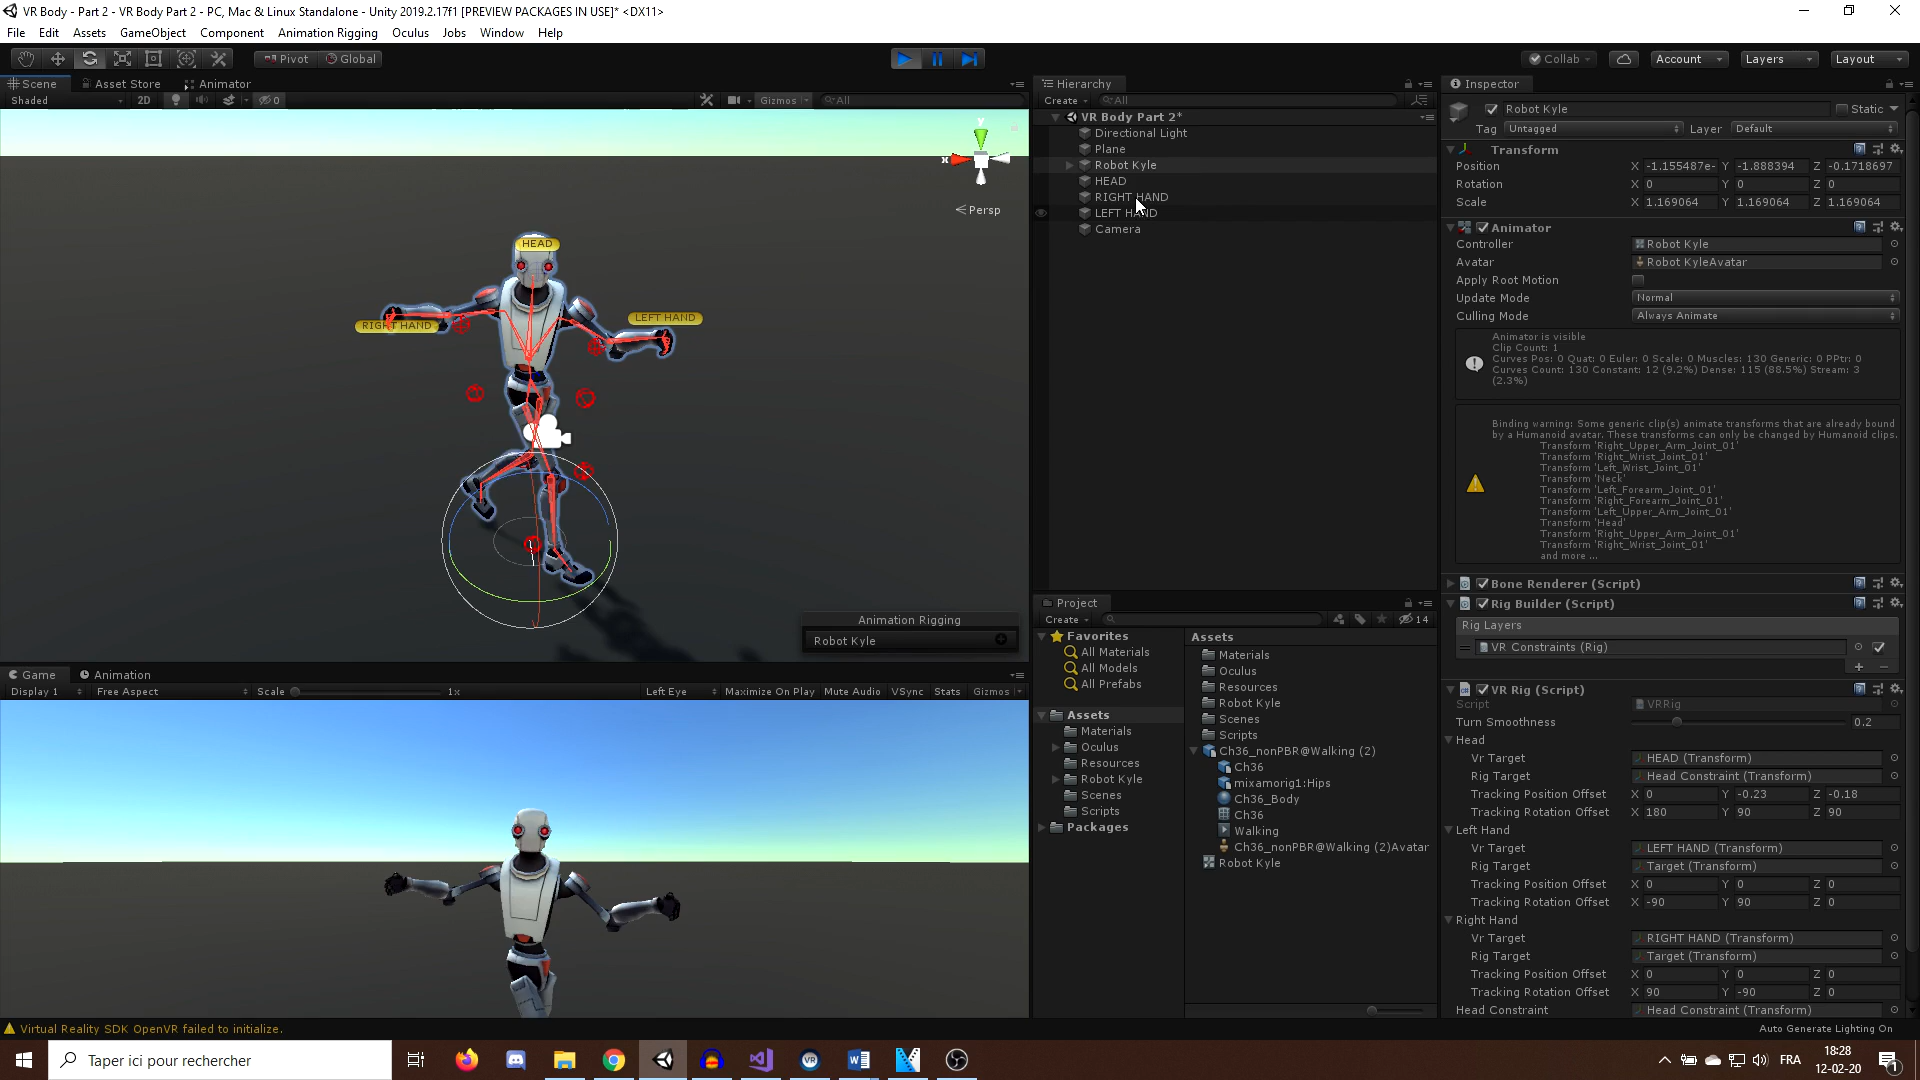 VR Body - Part 2 - VR Body Part 2 - PC, Mac & Linux Standalone - Unity 2019.2.17f1 [PREVIEW PACKAGES IN USE]* <DX11>
File Edit Assets GameObject Component Animation Rigging Oculus Jobs Window Help
Pivot Global Collab Account Layers Layout
Scene Asset Store Animator
Shaded 2D 0 Gizmos All
y
x
Persp
HEAD
RIGHT HAND
LEFT HAND
Animation Rigging
Robot Kyle
Game Animation
Display 1 Free Aspect Scale 1x Left Eye Maximize On Play Mute Audio VSync Stats Gizmos
Hierarchy
Create All
VR Body Part 2*
Directional Light
Plane
Robot Kyle
HEAD
RIGHT HAND
LEFT HAND
Camera
Project
Create 14
Favorites
All Materials
All Models
All Prefabs
Assets
Materials
Oculus
Resources
Robot Kyle
Scenes
Scripts
Packages
Assets
Materials
Oculus
Resources
Robot Kyle
Scenes
Scripts
Ch36_nonPBR@Walking (2)
Ch36
mixamorig1:Hips
Ch36_Body
Ch36
Walking
Ch36_nonPBR@Walking (2)Avatar
Robot Kyle
Inspector
Robot Kyle Static
Tag Untagged Layer Default
Transform
Position X -1.155487e- Y -1.888394 Z -0.1718697
Rotation X 0 Y 0 Z 0
Scale X 1.169064 Y 1.169064 Z 1.169064
Animator
Controller Robot Kyle
Avatar Robot KyleAvatar
Apply Root Motion
Update Mode Normal
Culling Mode Always Animate
Animator is visible
Clip Count: 1
Curves Pos: 0 Quat: 0 Euler: 0 Scale: 0 Muscles: 130 Generic: 0 PPtr: 0
Curves Count: 130 Constant: 12 (9.2%) Dense: 115 (88.5%) Stream: 3
(2.3%)
Binding warning: Some generic clip(s) animate transforms that are already bound
by a Humanoid avatar. These transforms can only be changed by Humanoid clips.
Transform 'Right_Upper_Arm_Joint_01'
Transform 'Right_Wrist_Joint_01'
Transform 'Left_Wrist_Joint_01'
Transform 'Neck'
Transform 'Left_Forearm_Joint_01'
Transform 'Right_Forearm_Joint_01'
Transform 'Left_Upper_Arm_Joint_01'
Transform 'Head'
Transform 'Right_Upper_Arm_Joint_01'
Transform 'Right_Wrist_Joint_01'
and more ...
Bone Renderer (Script)
Rig Builder (Script)
Rig Layers
VR Constraints (Rig)
VR Rig (Script)
Script VRRig
Turn Smoothness 0.2
Head
Vr Target HEAD (Transform)
Rig Target Head Constraint (Transform)
Tracking Position Offset X 0 Y -0.23 Z -0.18
Tracking Rotation Offset X 180 Y 90 Z 90
Left Hand
Vr Target LEFT HAND (Transform)
Rig Target Target (Transform)
Tracking Position Offset X 0 Y 0 Z 0
Tracking Rotation Offset X -90 Y 90 Z 0
Right Hand
Vr Target RIGHT HAND (Transform)
Rig Target Target (Transform)
Tracking Position Offset X 0 Y 0 Z 0
Tracking Rotation Offset X 90 Y -90 Z 0
Head Constraint Head Constraint (Transform)
Virtual Reality SDK OpenVR failed to initialize.
Auto Generate Lighting On
Taper ici pour rechercher
VR
FRA
18:28
12-02-20
1